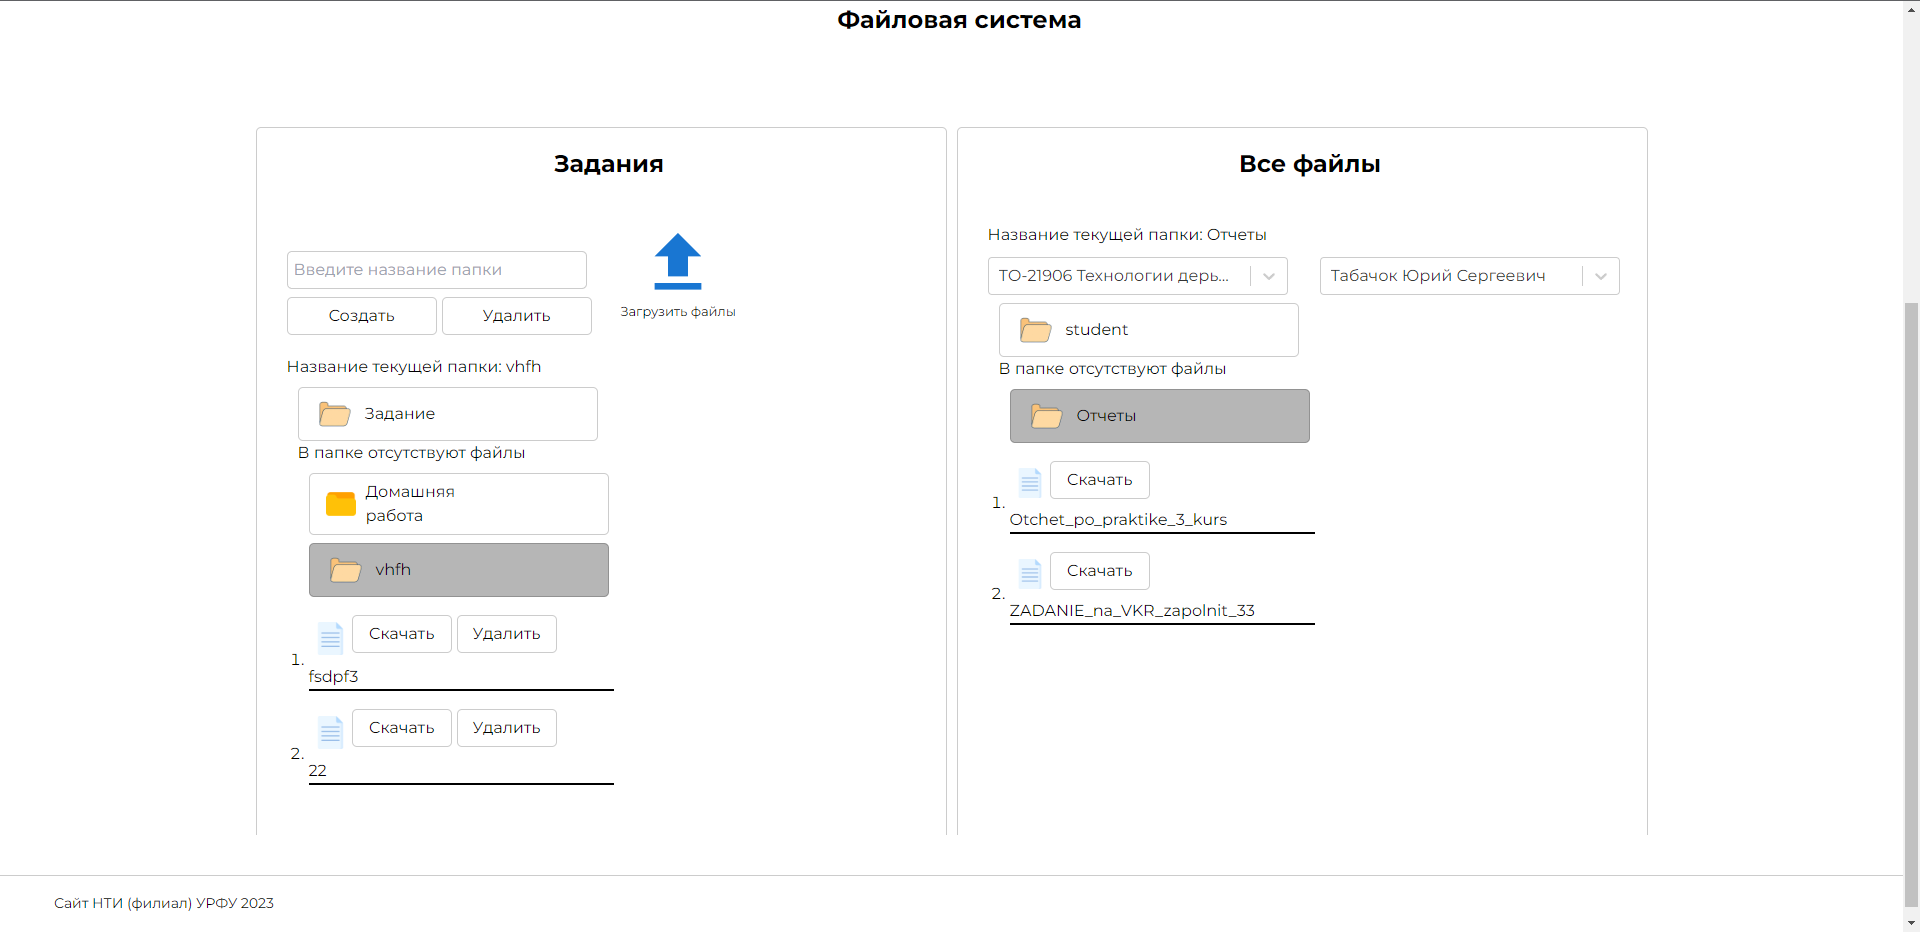 Файловая система
Задания
Введите название папки
Создать
Удалить
Загрузить файлы
Название текущей папки: vhfh
Задание
В папке отсутствуют файлы
Домашняя
работа
vhfh
1.
Скачать
Удалить
fsdpf3
2.
Скачать
Удалить
22
Все файлы
Название текущей папки: Отчеты
ТО-21906 Технологии дерь...
Табачок Юрий Сергеевич
student
В папке отсутствуют файлы
Отчеты
1.
Скачать
Otchet_po_praktike_3_kurs
2.
Скачать
ZADANIE_na_VKR_zapolnit_33
Сайт НТИ (филиал) УРФУ 2023